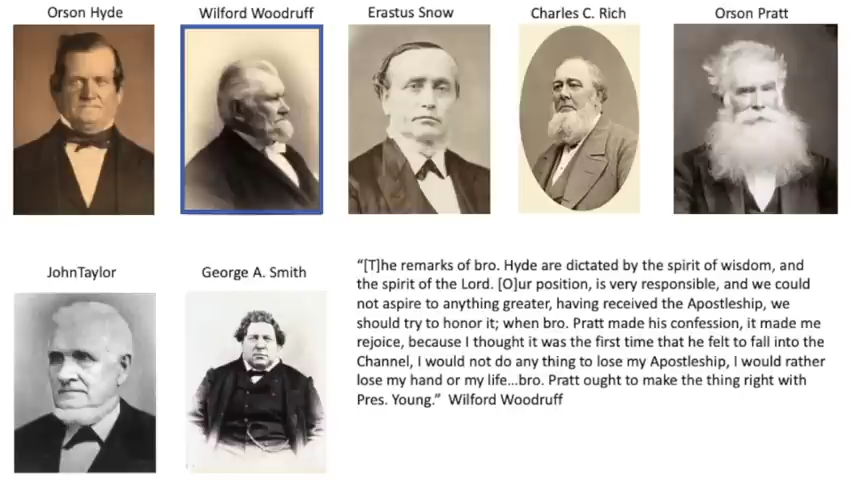 Orson Hyde
Wilford Woodruff
Erastus Snow
Charles C. Rich
Orson Pratt
JohnTaylor
George A. Smith
“[T]he remarks of bro. Hyde are dictated by the spirit of wisdom, and
the spirit of the Lord. [O]ur position, is very responsible, and we could
not aspire to anything greater, having received the Apostleship, we
should try to honor it; when bro. Pratt made his confession, it made me
rejoice, because I thought it was the first time that he felt to fall into the
Channel, I would not do any thing to lose my Apostleship, I would rather
lose my hand or my life...bro. Pratt ought to make the thing right with
Pres. Young.” Wilford Woodruff